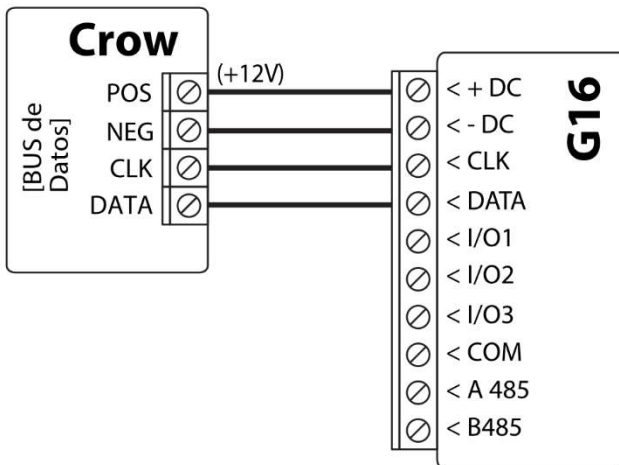 Crow
[BUS de
Datos]
POS
NEG
CLK
DATA
(+12V)
G16
< + DC
< - DC
< CLK
< DATA
< I/O1
< I/O2
< I/O3
< COM
< A 485
< B485